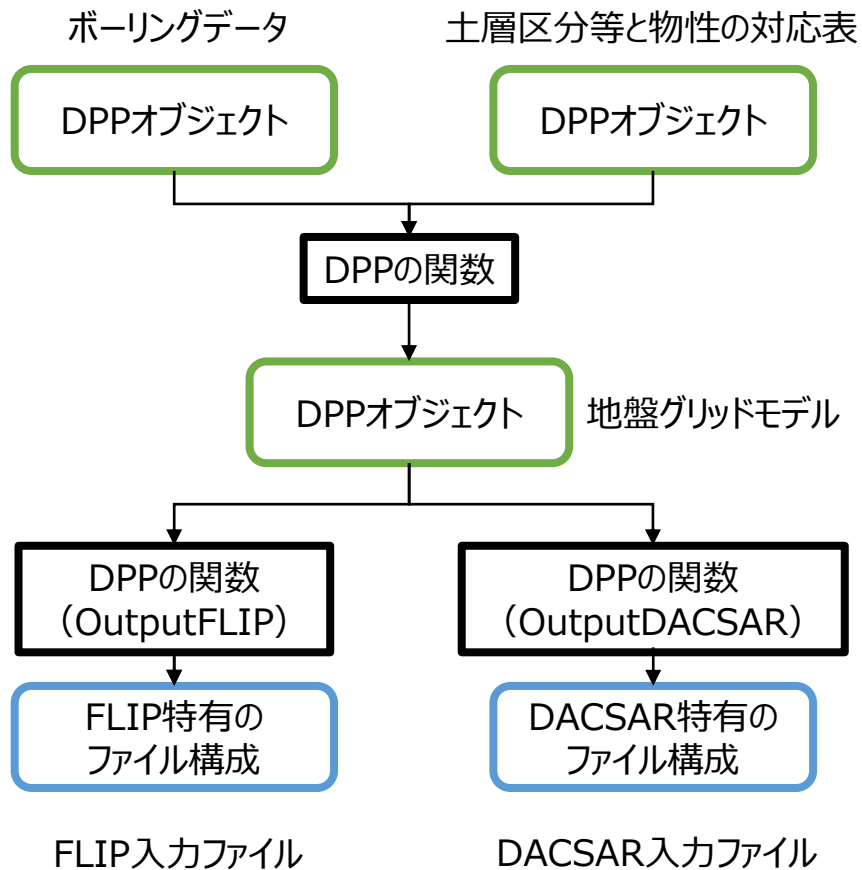 ボーリングデータ
土層区分等と物性の対応表
DPPオブジェクト
DPPオブジェクト
DPPの関数
DPPオブジェクト
地盤グリッドモデル
DPPの関数
（OutputFLIP）
DPPの関数
（OutputDACSAR）
FLIP特有の
ファイル構成
DACSAR特有の
ファイル構成
FLIP入力ファイル
DACSAR入力ファイル